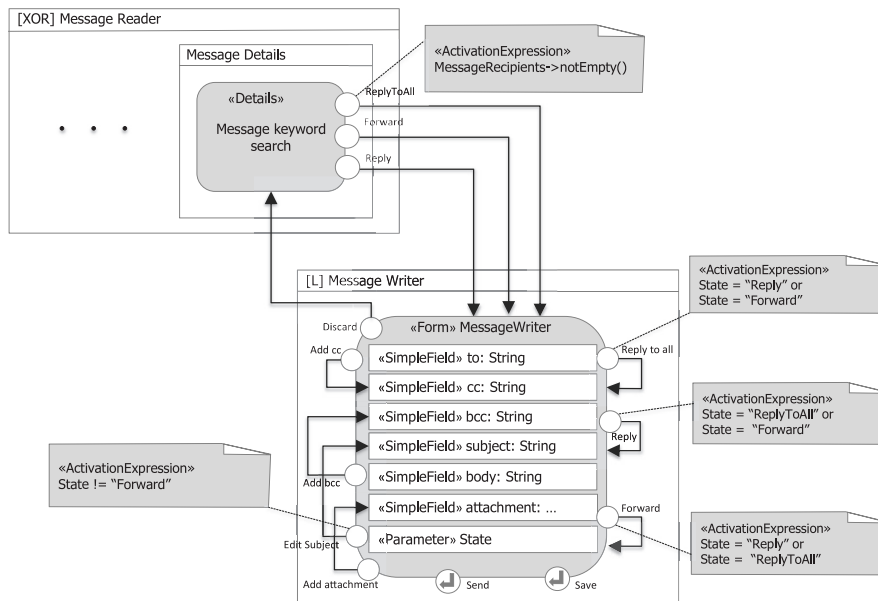 [XOR] Message Reader
Message Details
«Details»
Message keyword
search
ReplyToAll
Forward
Reply
«ActivationExpression»
MessageRecipients->notEmpty()
[L] Message Writer
«ActivationExpression»
State = “Reply” or
State = “Forward”
Discard
«Form» MessageWriter
Add cc
«SimpleField» to: String
Reply to all
«SimpleField» cc: String
«SimpleField» bcc: String
«ActivationExpression»
State = “ReplyToAll” or
State = “Forward”
«SimpleField» subject: String
Reply
«ActivationExpression»
State != “Forward”
Add bcc
«SimpleField» body: String
«SimpleField» attachment: ...
Forward
Edit Subject
«Parameter» State
«ActivationExpression»
State = “Reply” or
State = “ReplyToAll”
Add attachment
Send
Save